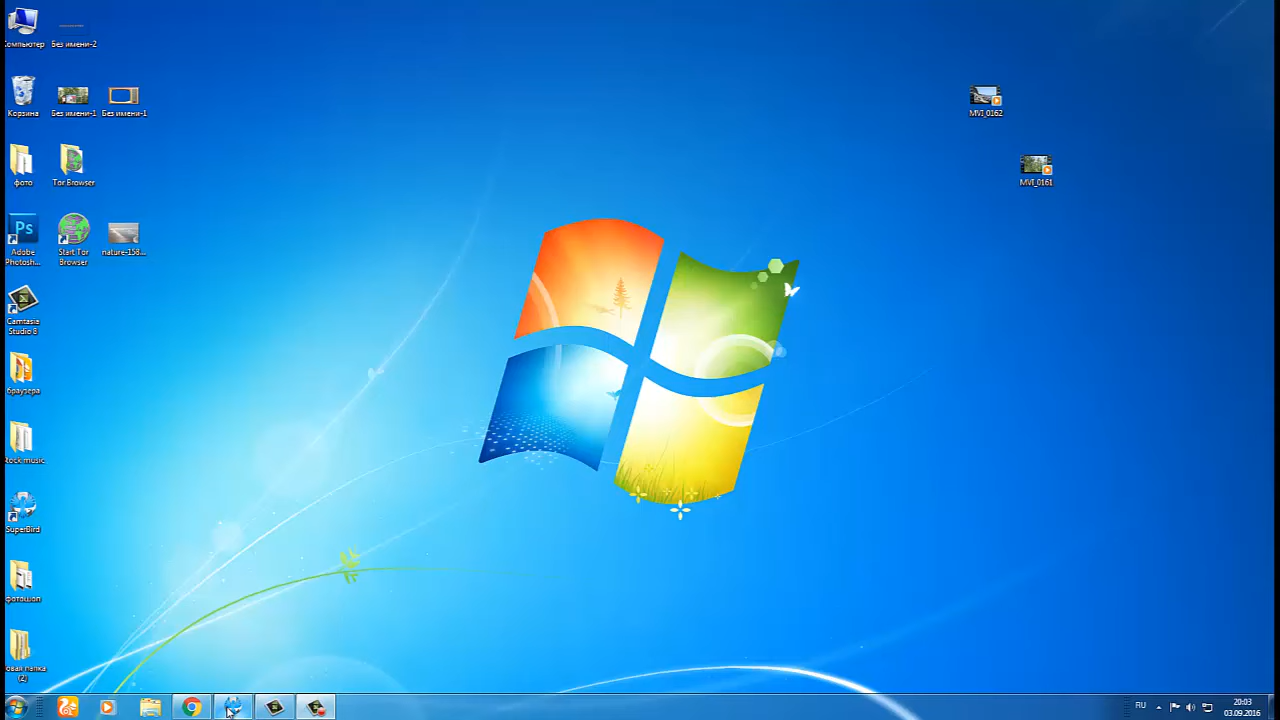 Компьютер
Без имени-2
Корзина
Без имени-1
Без имени-1
фото
Tor Browser
Ps
Adobe
Photosh...
Start Tor
Browser
nature-158...
Camtasia
Studio 8
браузера
Rock music
SuperBird
фотошоп
овая папка
(2)
MVI_0162
MVI_0161
RU
20:03
03.09.2016